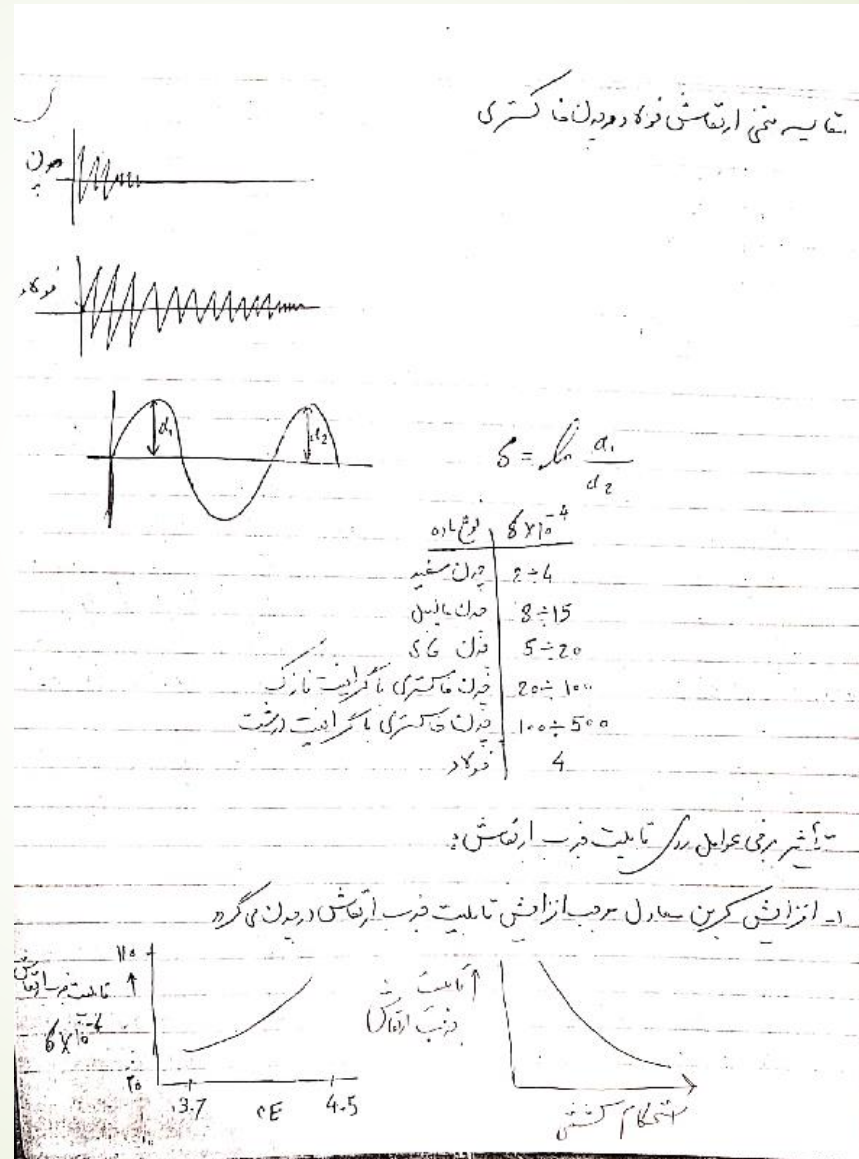 مقایسه منحنی ارتعاش فولاد و چدن خاکستری
چدن
فولاد
d₁
d₂
δ = ln d₁/d₂
نوع ماده | δ×10⁻⁴
چدن سفید | 2÷4
چدن مالیبل | 8÷15
چدن SG | 5÷20
چدن خاکستری با گرافیت نازک | 20÷100
چدن خاکستری با گرافیت درشت | 100÷500
فولاد | 4
تأثیر برخی عوامل روی قابلیت جذب ارتعاش:
۱- افزایش کربن معادل موجب افزایش قابلیت جذب ارتعاش در چدن می گردد
110
قابلیت جذب ارتعاش
δ×10⁻⁴
20
3.7 CE 4.5
قابلیت
جذب ارتعاش
استحکام کششی